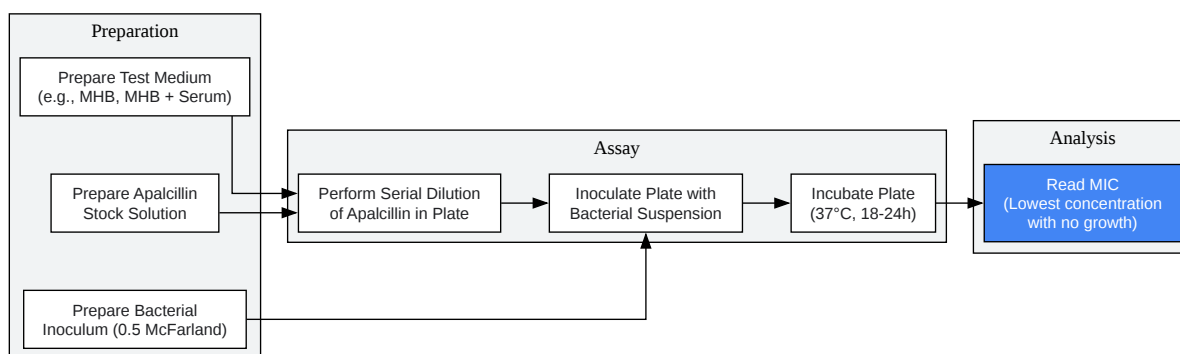 Preparation
Prepare Test Medium
(e.g., MHB, MHB + Serum)
Prepare Apalcillin
Stock Solution
Prepare Bacterial
Inoculum (0.5 McFarland)
Assay
Perform Serial Dilution
of Apalcillin in Plate
Inoculate Plate with
Bacterial Suspension
Incubate Plate
(37°C, 18-24h)
Analysis
Read MIC
(Lowest concentration
with no growth)